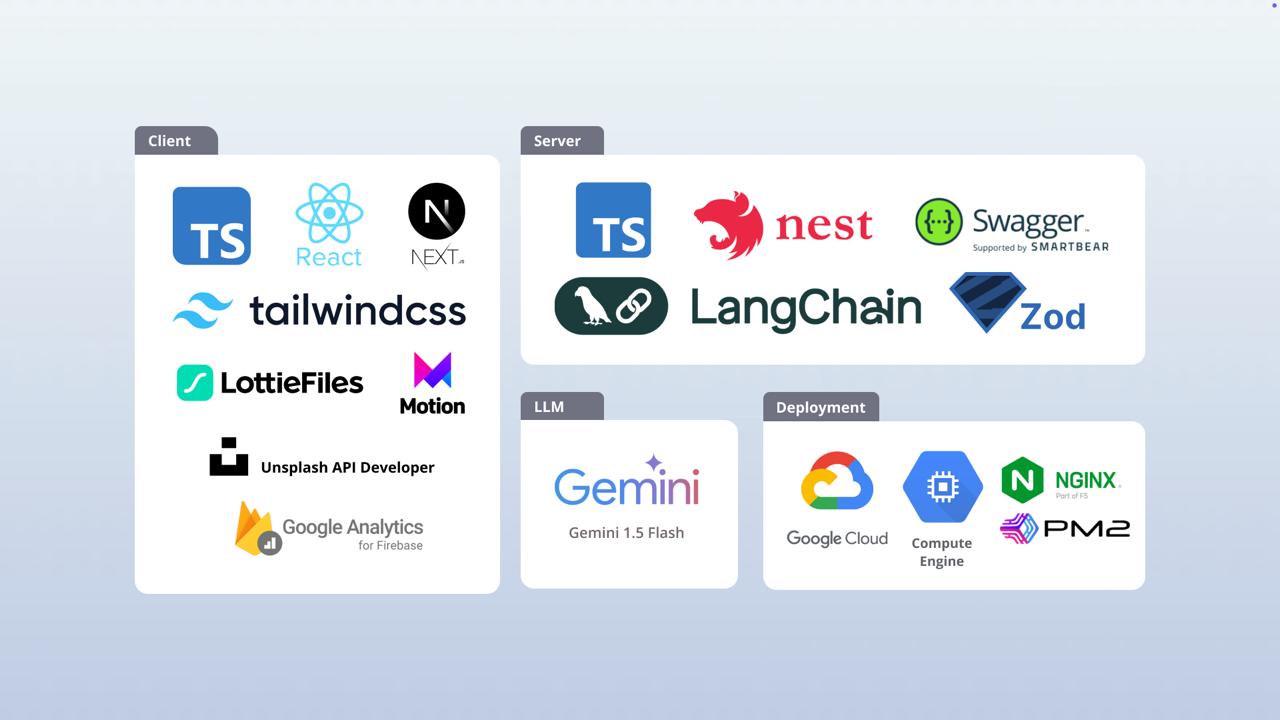 Client
TS
React
N
NEXT.JS
tailwindcss
LottieFiles
Motion
Unsplash API Developer
Google Analytics
for Firebase
Server
TS
nest
{···} Swagger™
Supported by SMARTBEAR
LangChain
Zod
LLM
Gemini
Gemini 1.5 Flash
Deployment
Google Cloud
Compute
Engine
N NGINX
Part of F5
PM2